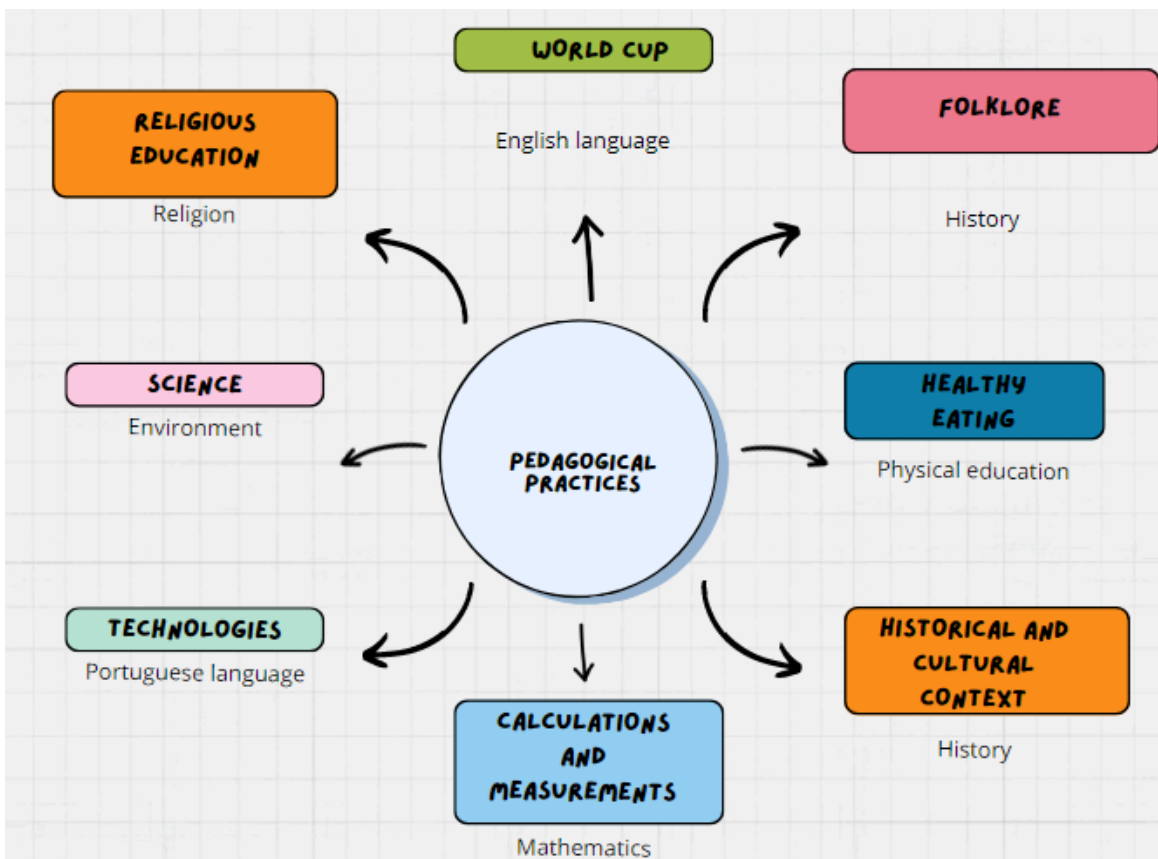 WORLD CUP
English language
RELIGIOUS
EDUCATION
Religion
FOLKLORE
History
SCIENCE
Environment
HEALTHY
EATING
Physical education
PEDAGOGICAL
PRACTICES
TECHNOLOGIES
Portuguese language
HISTORICAL AND
CULTURAL
CONTEXT
History
CALCULATIONS
AND
MEASUREMENTS
Mathematics